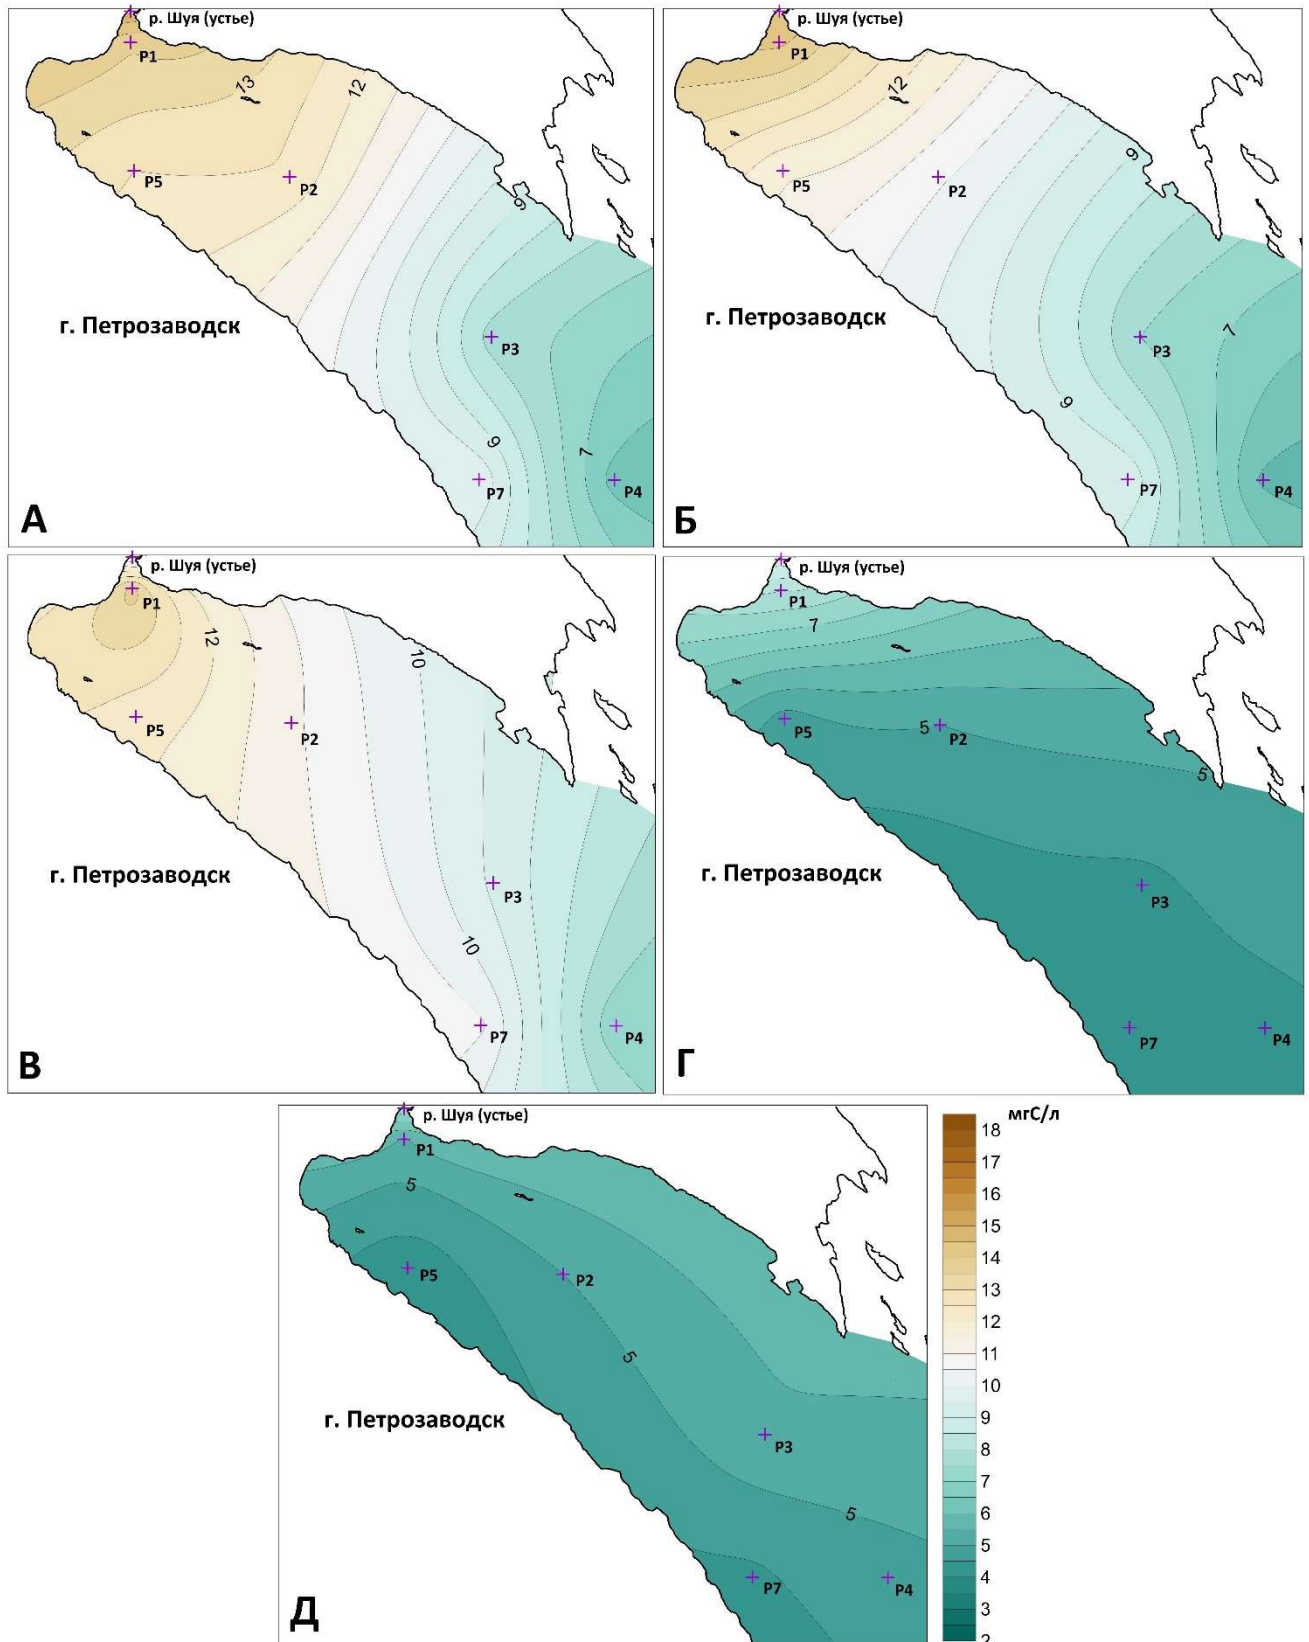 р. Шуя (устье)
P1
13
12
P5
P2
9
г. Петрозаводск
P3
9
7
P7
P4
А
р. Шуя (устье)
P1
12
9
P5
P2
г. Петрозаводск
7
P3
9
P7
P4
Б
р. Шуя (устье)
P1
12
10
P5
P2
г. Петрозаводск
P3
10
P7
P4
В
р. Шуя (устье)
P1
7
P5
5
P2
5
г. Петрозаводск
P3
P7
P4
Г
р. Шуя (устье)
P1
5
P5
P2
5
г. Петрозаводск
P3
5
P7
P4
Д
мгС/л
18
17
16
15
14
13
12
11
10
9
8
7
6
5
4
3
2